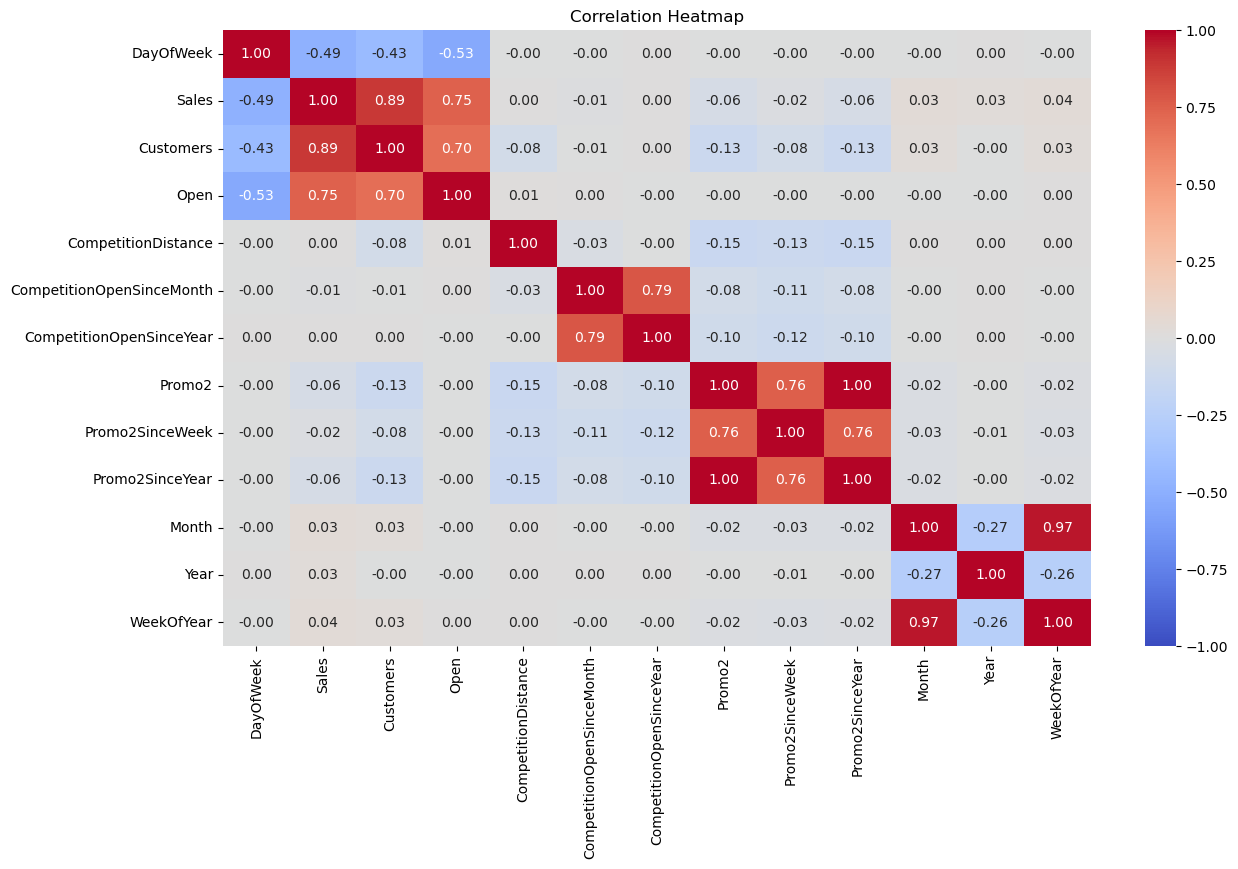 Correlation Heatmap
DayOfWeek 1.00 -0.49 -0.43 -0.53 -0.00 -0.00 0.00 -0.00 -0.00 -0.00 -0.00 0.00 -0.00
Sales -0.49 1.00 0.89 0.75 0.00 -0.01 0.00 -0.06 -0.02 -0.06 0.03 0.03 0.04
Customers -0.43 0.89 1.00 0.70 -0.08 -0.01 0.00 -0.13 -0.08 -0.13 0.03 -0.00 0.03
Open -0.53 0.75 0.70 1.00 0.01 0.00 -0.00 -0.00 -0.00 -0.00 -0.00 -0.00 0.00
CompetitionDistance -0.00 0.00 -0.08 0.01 1.00 -0.03 -0.00 -0.15 -0.13 -0.15 0.00 0.00 0.00
CompetitionOpenSinceMonth -0.00 -0.01 -0.01 0.00 -0.03 1.00 0.79 -0.08 -0.11 -0.08 -0.00 0.00 -0.00
CompetitionOpenSinceYear 0.00 0.00 0.00 -0.00 -0.00 0.79 1.00 -0.10 -0.12 -0.10 -0.00 0.00 -0.00
Promo2 -0.00 -0.06 -0.13 -0.00 -0.15 -0.08 -0.10 1.00 0.76 1.00 -0.02 -0.00 -0.02
Promo2SinceWeek -0.00 -0.02 -0.08 -0.00 -0.13 -0.11 -0.12 0.76 1.00 0.76 -0.03 -0.01 -0.03
Promo2SinceYear -0.00 -0.06 -0.13 -0.00 -0.15 -0.08 -0.10 1.00 0.76 1.00 -0.02 -0.00 -0.02
Month -0.00 0.03 0.03 -0.00 0.00 -0.00 -0.00 -0.02 -0.03 -0.02 1.00 -0.27 0.97
Year 0.00 0.03 -0.00 -0.00 0.00 0.00 0.00 -0.00 -0.01 -0.00 -0.27 1.00 -0.26
WeekOfYear -0.00 0.04 0.03 0.00 0.00 -0.00 -0.00 -0.02 -0.03 -0.02 0.97 -0.26 1.00
DayOfWeek
Sales
Customers
Open
CompetitionDistance
CompetitionOpenSinceMonth
CompetitionOpenSinceYear
Promo2
Promo2SinceWeek
Promo2SinceYear
Month
Year
WeekOfYear
1.00
0.75
0.50
0.25
0.00
−0.25
−0.50
−0.75
−1.00